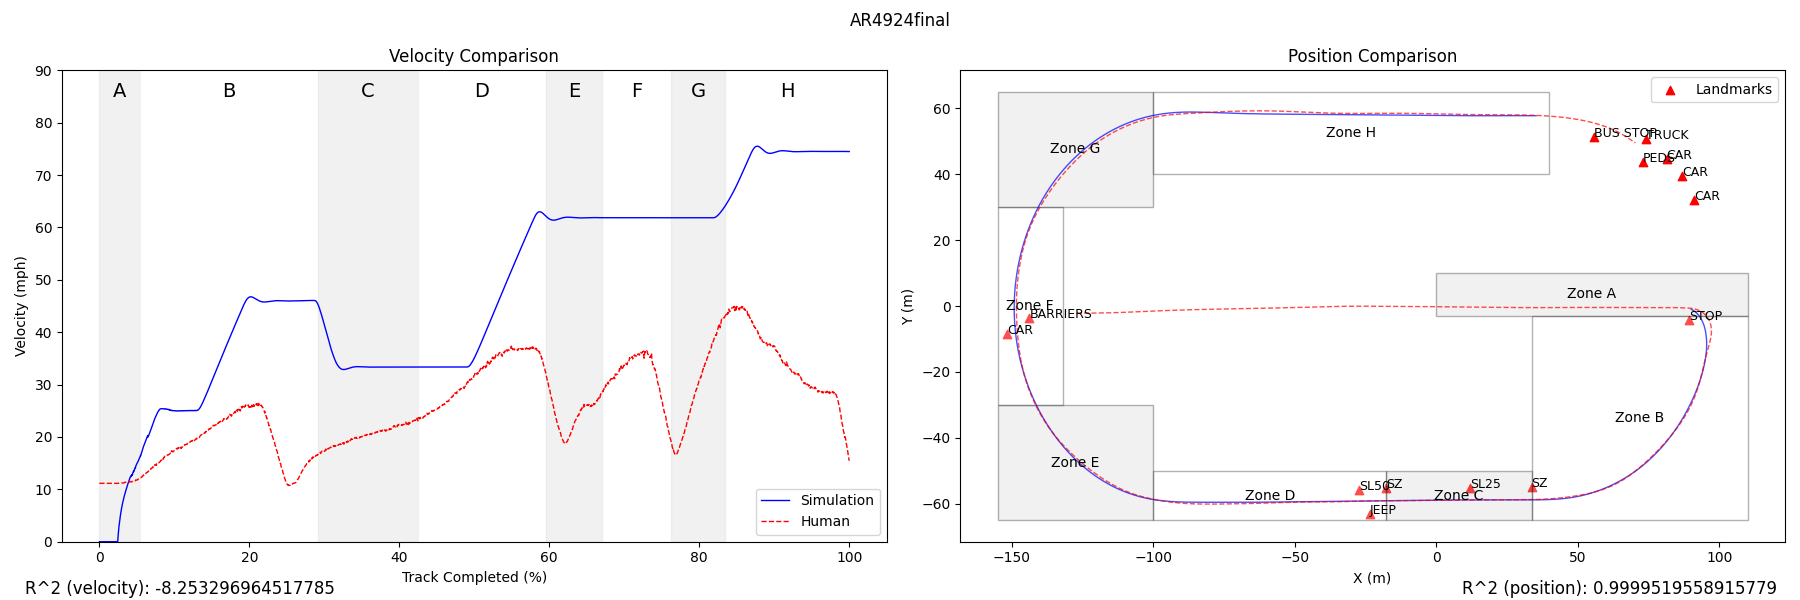 AR4924final
Velocity Comparison
A B C D E F G H
90
80
70
60
50
40
30
20
10
0
Velocity (mph)
0 20 40 60 80 100
Track Completed (%)
Simulation
Human
R^2 (velocity): -8.253296964517785
Position Comparison
Landmarks
60
40
20
0
−20
−40
−60
Y (m)
−150 −100 −50 0 50 100
X (m)
Zone G
Zone H
BUS STOP
TRUCK
PEDS
CAR
CAR
CAR
Zone A
Zone F
BARRIERS
CAR
STOP
Zone B
Zone E
Zone D
SL50
SZ
JEEP
Zone C
SL25
SZ
R^2 (position): 0.9999519558915779